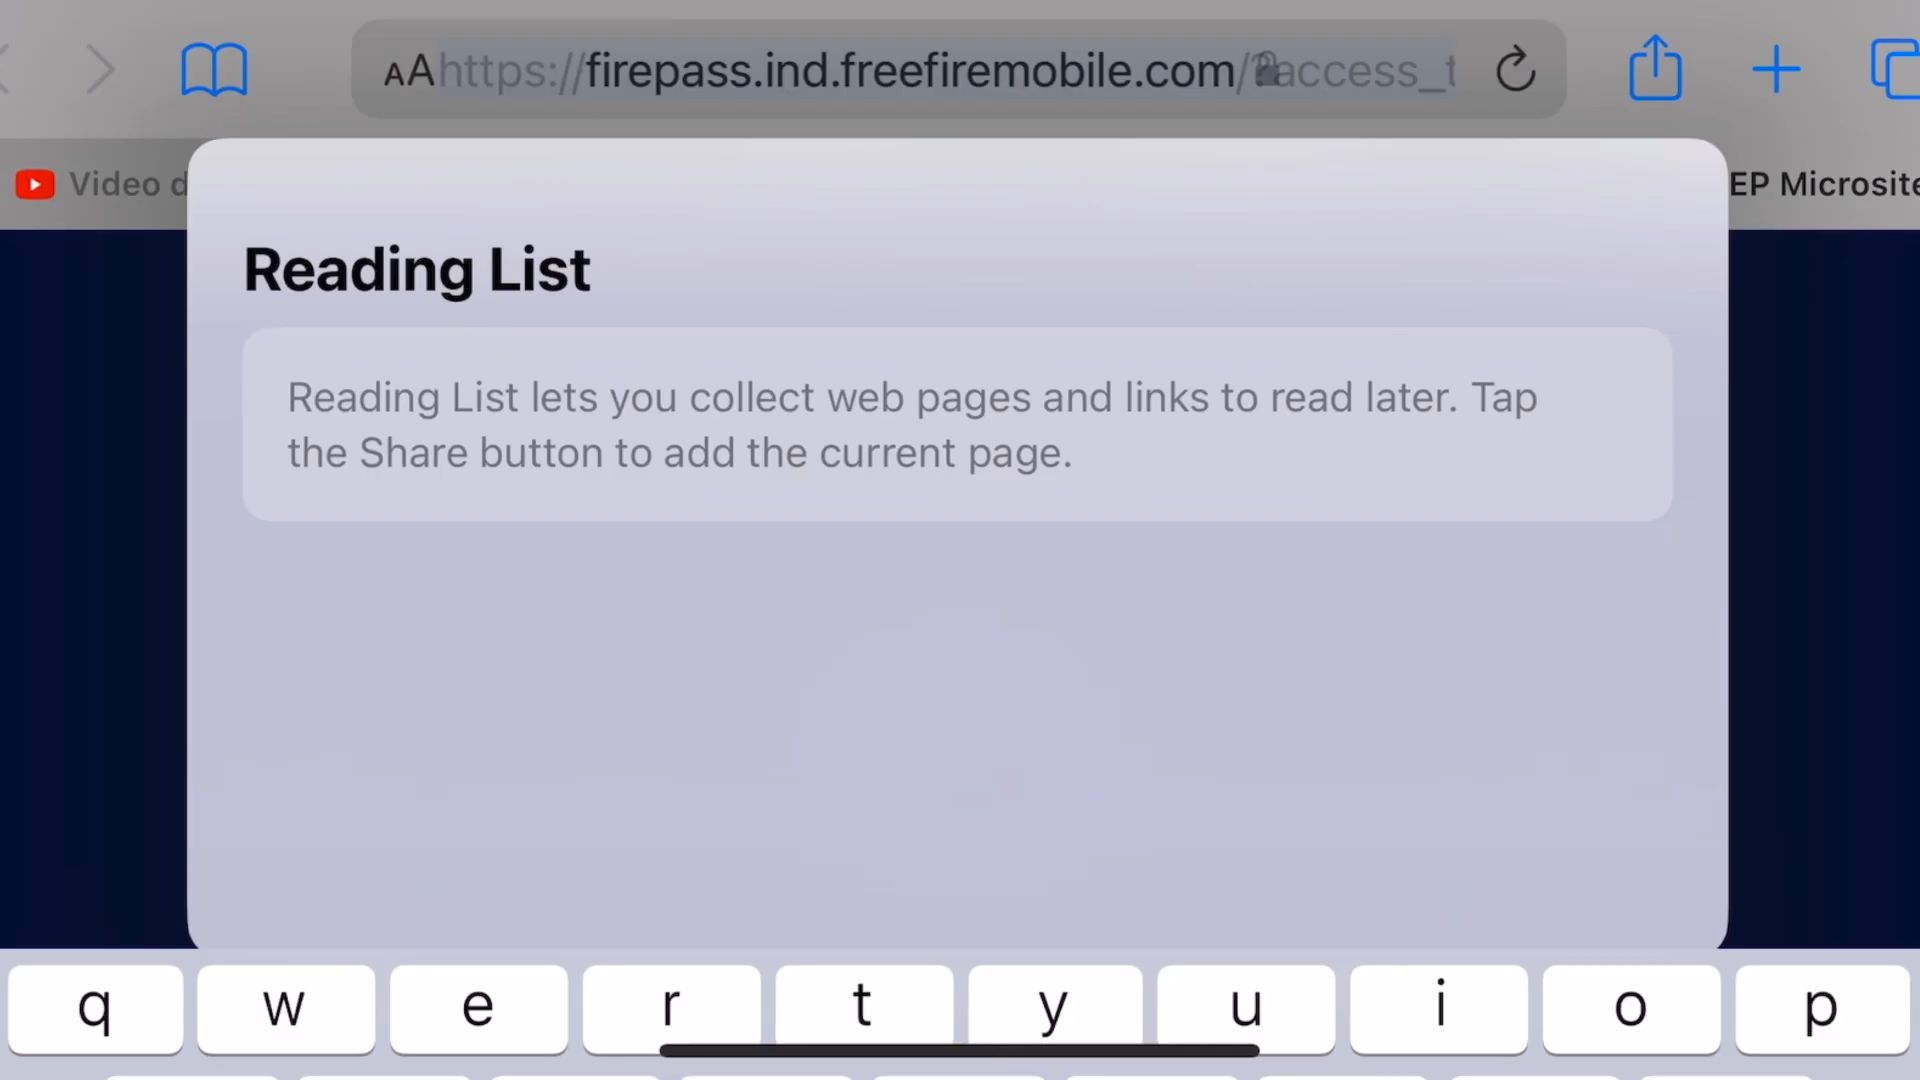 AA https://firepass.ind.freefiremobile.com/?access_t
Video d
EP Microsite
Reading List
Reading List lets you collect web pages and links to read later. Tap
the Share button to add the current page.
q w e r t y u i o p